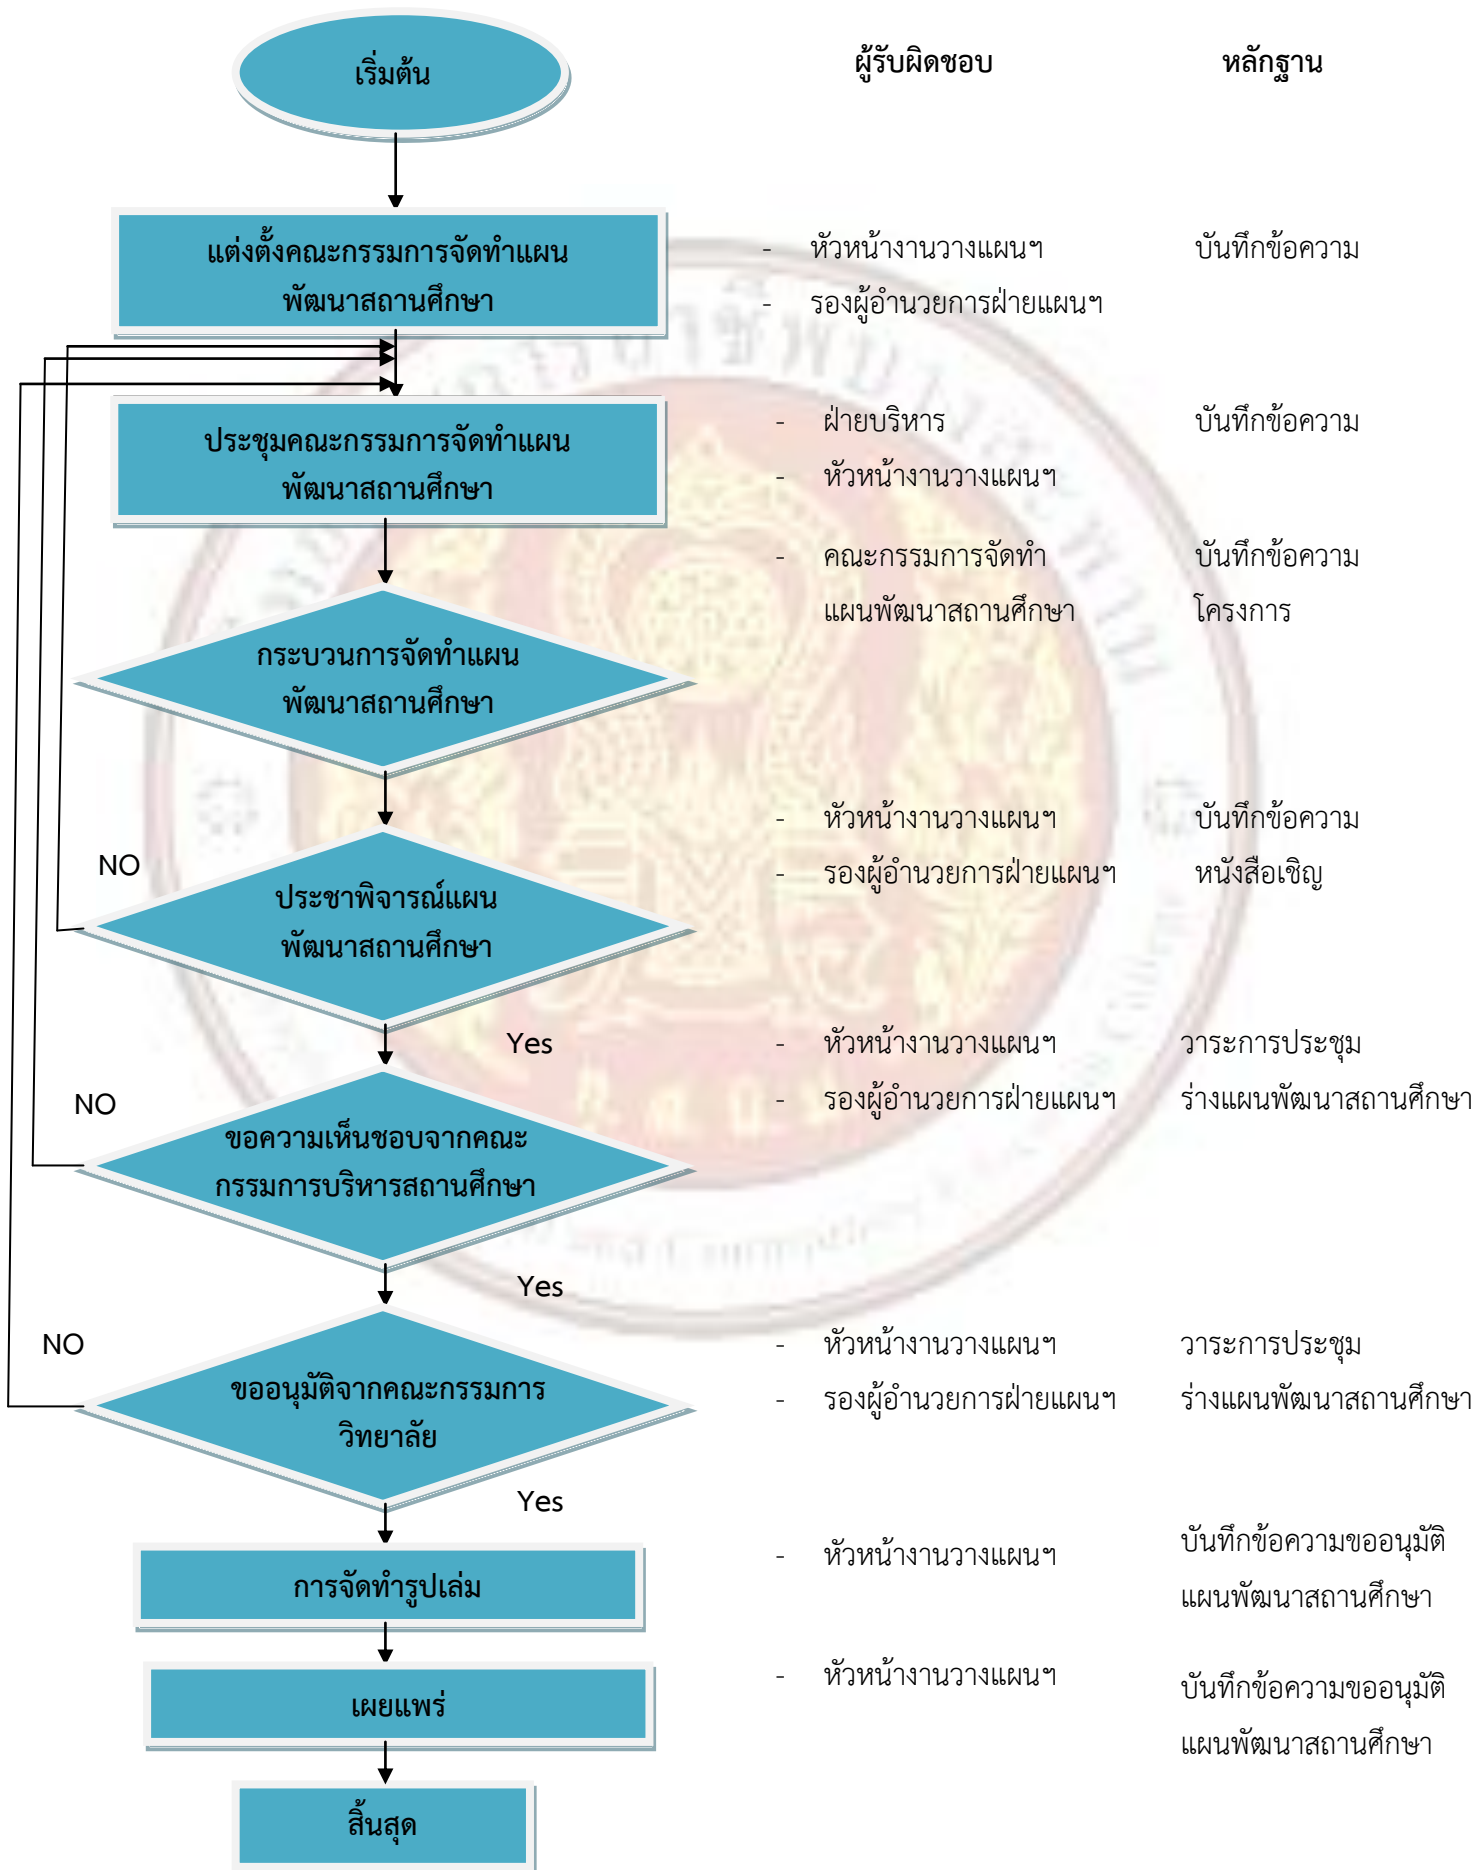 เริ่มต้น
ผู้รับผิดชอบ
หลักฐาน
แต่งตั้งคณะกรรมการจัดทำแผน
พัฒนาสถานศึกษา
- หัวหน้างานวางแผนฯ
- รองผู้อำนวยการฝ่ายแผนฯ
บันทึกข้อความ
ประชุมคณะกรรมการจัดทำแผน
พัฒนาสถานศึกษา
- ฝ่ายบริหาร
- หัวหน้างานวางแผนฯ
บันทึกข้อความ
กระบวนการจัดทำแผน
พัฒนาสถานศึกษา
- คณะกรรมการจัดทำ
แผนพัฒนาสถานศึกษา
บันทึกข้อความ
โครงการ
NO
ประชาพิจารณ์แผน
พัฒนาสถานศึกษา
Yes
- หัวหน้างานวางแผนฯ
- รองผู้อำนวยการฝ่ายแผนฯ
บันทึกข้อความ
หนังสือเชิญ
NO
ขอความเห็นชอบจากคณะ
กรรมการบริหารสถานศึกษา
Yes
- หัวหน้างานวางแผนฯ
- รองผู้อำนวยการฝ่ายแผนฯ
วาระการประชุม
ร่างแผนพัฒนาสถานศึกษา
NO
ขออนุมัติจากคณะกรรมการ
วิทยาลัย
Yes
- หัวหน้างานวางแผนฯ
- รองผู้อำนวยการฝ่ายแผนฯ
วาระการประชุม
ร่างแผนพัฒนาสถานศึกษา
การจัดทำรูปเล่ม
- หัวหน้างานวางแผนฯ
บันทึกข้อความขออนุมัติ
แผนพัฒนาสถานศึกษา
เผยแพร่
- หัวหน้างานวางแผนฯ
บันทึกข้อความขออนุมัติ
แผนพัฒนาสถานศึกษา
สิ้นสุด